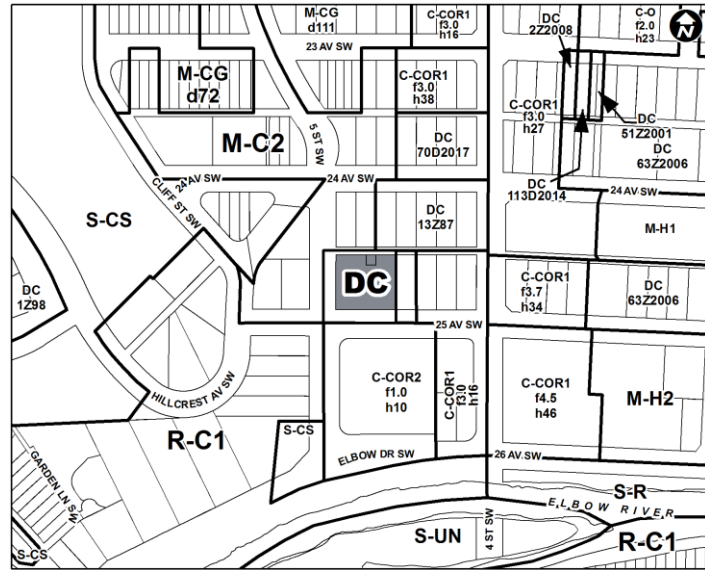 M-CG
d111
C-COR1
f3.0
h16
DC
2Z2008
C-O
f2.0
h23
N
23 AV SW
M-CG
d72
C-COR1
f3.0
h38
C-COR1
f3.0
h27
DC
51Z2001
M-C2
5 ST SW
DC
70D2017
DC
63Z2006
24 AV SW
24 AV SW
DC
113D2014
24 AV SW
CLIFF ST SW
S-CS
DC
13Z87
M-H1
DC
1Z98
DC
C-COR1
f3.7
h34
DC
63Z2006
25 AV SW
HILLCREST AV SW
C-COR2
f1.0
h10
C-COR1
f3.0
h16
C-COR1
f4.5
h46
M-H2
R-C1
S-CS
ELBOW DR SW
26 AV SW
GARDEN LN SW
S-R
ELBOW RIVER
S-CS
S-UN
4 ST SW
R-C1